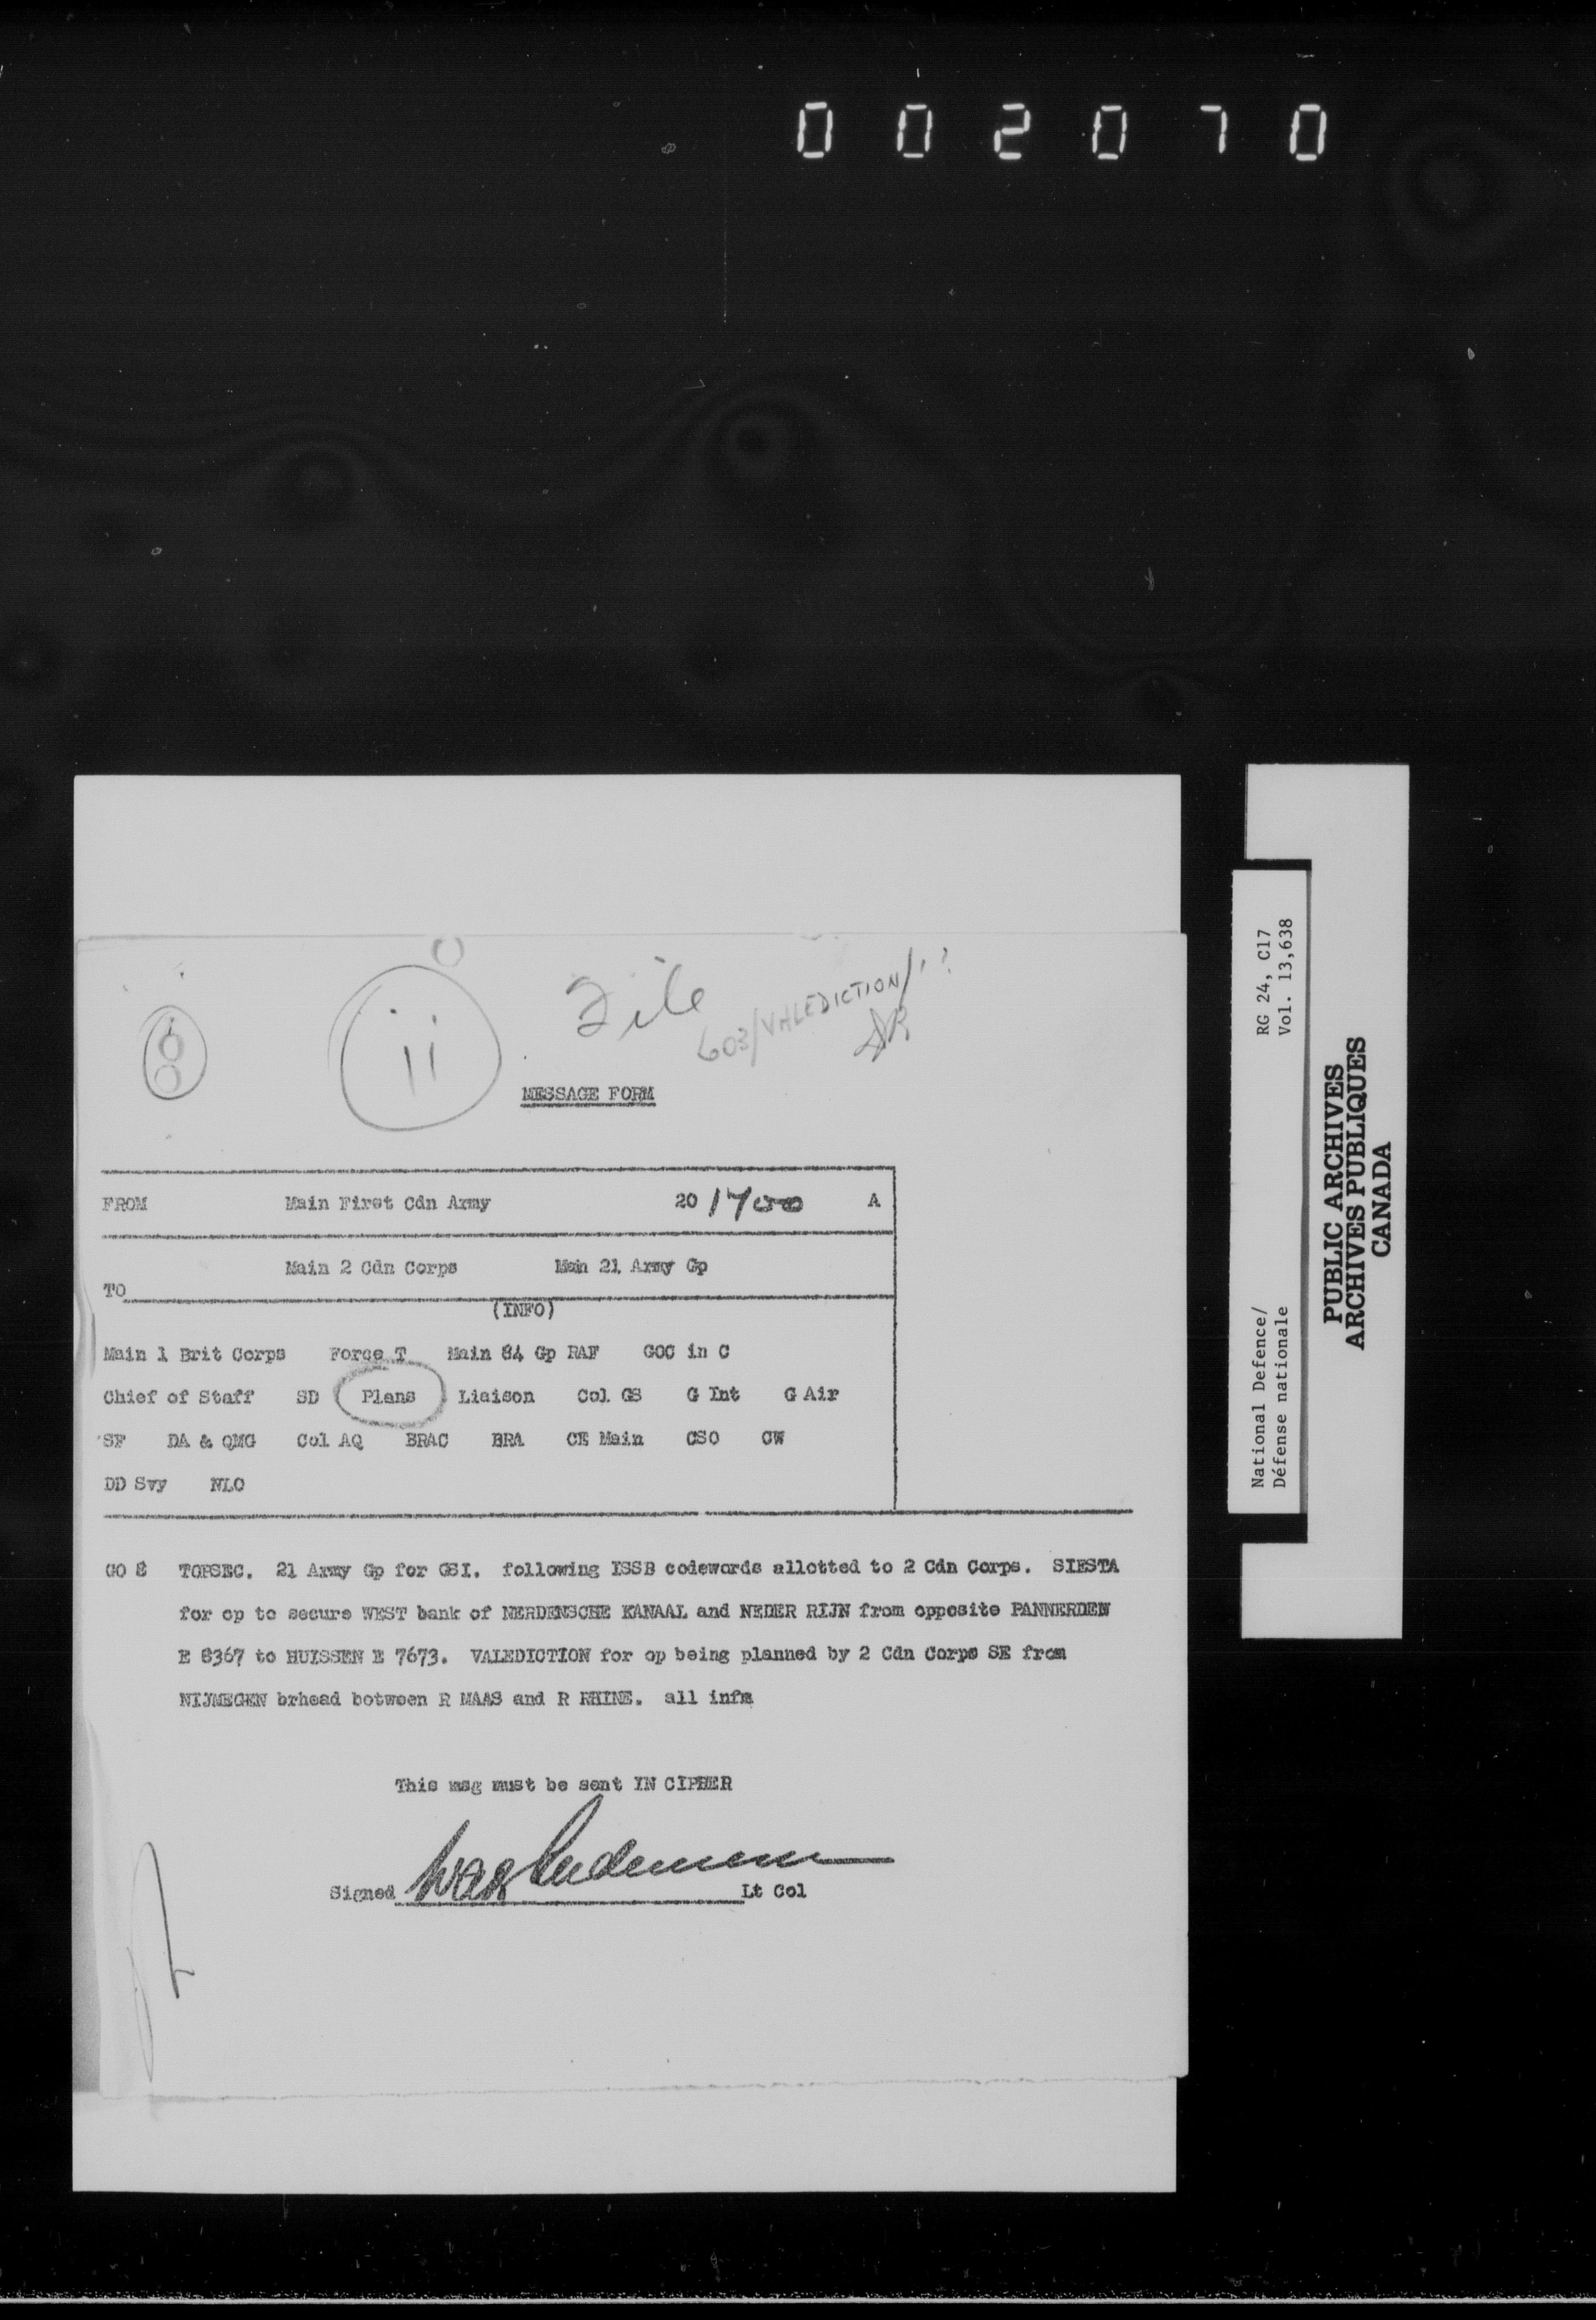 002070
File
603/VALEDICTION/
MESSAGE FORM
FROM Main First Cdn Army 20 1700 A
Main 2 Cdn Corps Main 21 Army Gp
TO
(INFO)
Main 1 Brit Corps Force T Main 84 Gp RAF GOC in C
Chief of Staff SD Plans Liaison Col GS G Int G Air
SF DA & QMG Col AQ BRAC BRA CE Main CSO CW
DD Svy NLO
GO 8 TOPSEC. 21 Army Gp for GSI. following ISSB codewords allotted to 2 Cdn Corps. SIESTA
for op to secure WEST bank of NERDENSCHE KANAAL and NEDER RIJN from opposite PANNERDEN
E 8367 to HUISSEN E 7673. VALEDICTION for op being planned by 2 Cdn Corps SE from
NIJMEGEN brhead between R MAAS and R RHINE. all infm
This msg must be sent IN CIPHER
Signed Lt Col
National Defence/ RG 24, C17
Défense nationale Vol. 13,638
PUBLIC ARCHIVES
ARCHIVES PUBLIQUES
CANADA